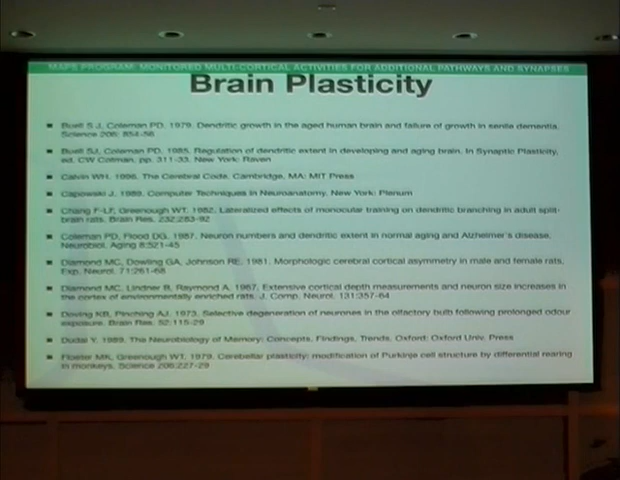 MAPS PROGRAM: MONITORED MULTI-CORTICAL ACTIVITIES FOR ADDITIONAL PATHWAYS AND SYNAPSES
Brain Plasticity
Buell S J, Coleman PD. 1979. Dendritic growth in the aged human brain and failure of growth in senile dementia.
Science 206: 854-56
Buell SJ, Coleman PD. 1985. Regulation of dendritic extent in developing and aging brain. In Synaptic Plasticity,
ed. CW Cotman, pp. 311-33. New York: Raven
Calvin WH. 1996. The Cerebral Code. Cambridge, MA: MIT Press
Capowski J. 1989. Computer Techniques in Neuroanatomy. New York: Plenum
Chang F-LF, Greenough WT. 1982. Lateralized effects of monocular training on dendritic branching in adult split-
brain rats. Brain Res. 232:283-92
Coleman PD, Flood DG. 1987. Neuron numbers and dendritic extent in normal aging and Alzheimer's disease.
Neurobiol. Aging 8:521-45
Diamond MC, Dowling GA, Johnson RE. 1981. Morphologic cerebral cortical asymmetry in male and female rats.
Exp. Neurol. 71:261-68
Diamond MC, Lindner B, Raymond A. 1967. Extensive cortical depth measurements and neuron size increases in
the cortex of environmentally enriched rats. J. Comp. Neurol. 131:357-64
Doving KB, Pinching AJ. 1973. Selective degeneration of neurones in the olfactory bulb following prolonged odour
exposure. Brain Res. 52:115-29
Dudai Y. 1989. The Neurobiology of Memory: Concepts, Findings, Trends. Oxford: Oxford Univ. Press
Floeter MK, Greenough WT. 1979. Cerebellar plasticity: modification of Purkinje cell structure by differential rearing
in monkeys. Science 206:227-29